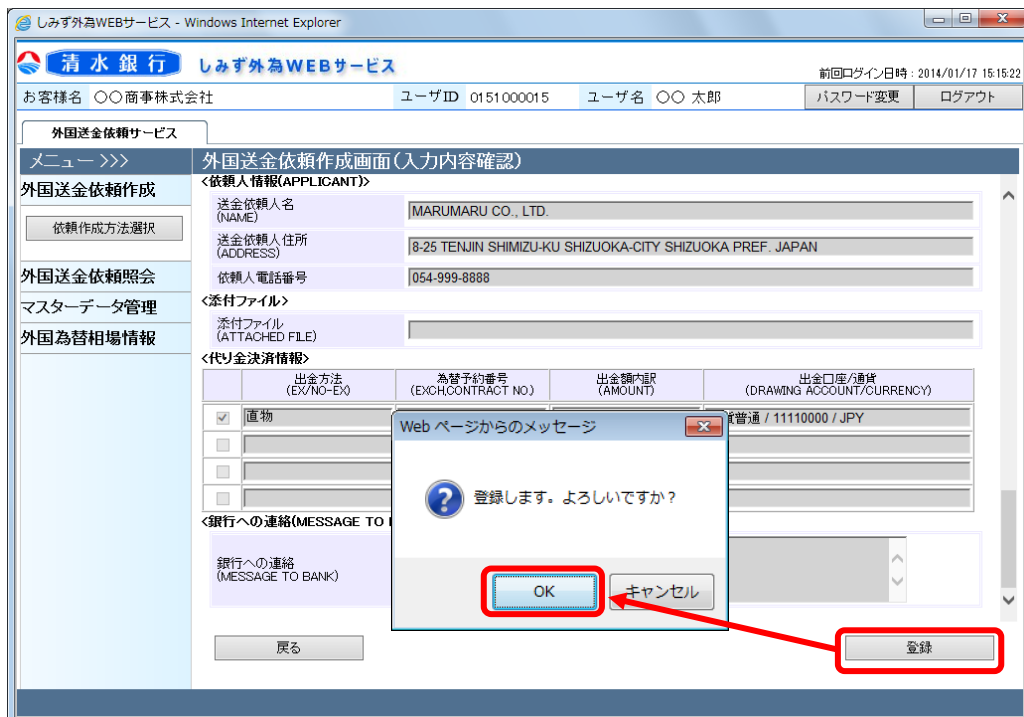 しみず外為WEBサービス - Windows Internet Explorer
清水銀行 しみず外為WEBサービス
前回ログイン日時 : 2014/01/17 15:15:22
お客様名 〇〇商事株式会社 ユーザID 0151000015 ユーザ名 〇〇 太郎 パスワード変更 ログアウト
外国送金依頼サービス
メニュー >>>
外国送金依頼作成
依頼作成方法選択
外国送金依頼照会
マスターデータ管理
外国為替相場情報
外国送金依頼作成画面(入力内容確認)
<依頼人情報(APPLICANT)>
送金依頼人名
(NAME)
MARUMARU CO., LTD.
送金依頼人住所
(ADDRESS)
8-25 TENJIN SHIMIZU-KU SHIZUOKA-CITY SHIZUOKA PREF. JAPAN
依頼人電話番号
054-999-8888
<添付ファイル>
添付ファイル
(ATTACHED FILE)
<代り金決済情報>
出金方法
(EX/NO-EX)
為替予約番号
(EXCH,CONTRACT NO.)
出金額内訳
(AMOUNT)
出金口座/通貨
(DRAWING ACCOUNT/CURRENCY)
直物
普通 / 11110000 / JPY
<銀行への連絡(MESSAGE TO
銀行への連絡
(MESSAGE TO BANK)
Web ページからのメッセージ
登録します。よろしいですか？
OK
キャンセル
戻る
登録